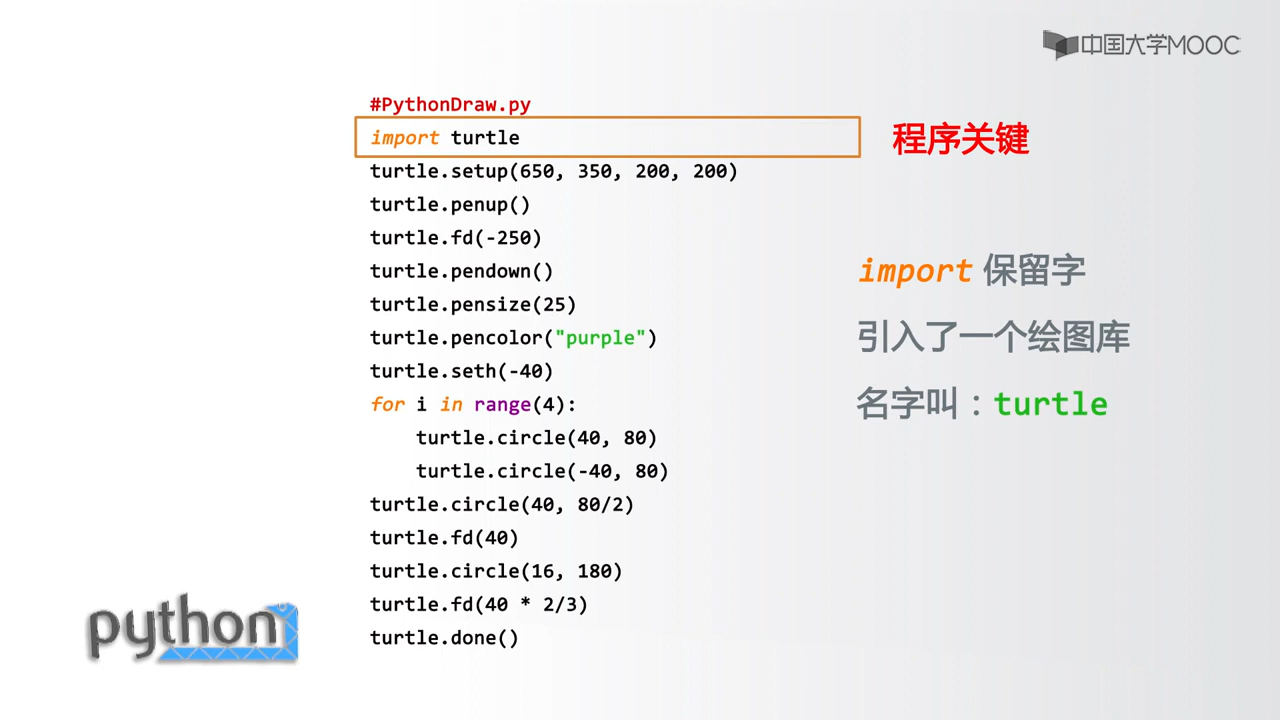 中国大学MOOC
#PythonDraw.py
import turtle
程序关键
turtle.setup(650, 350, 200, 200)
turtle.penup()
turtle.fd(-250)
turtle.pendown()
import 保留字
turtle.pensize(25)
turtle.pencolor("purple")
引入了一个绘图库
turtle.seth(-40)
for i in range(4):
名字叫：turtle
    turtle.circle(40, 80)
    turtle.circle(-40, 80)
turtle.circle(40, 80/2)
turtle.fd(40)
turtle.circle(16, 180)
turtle.fd(40 * 2/3)
turtle.done()
python